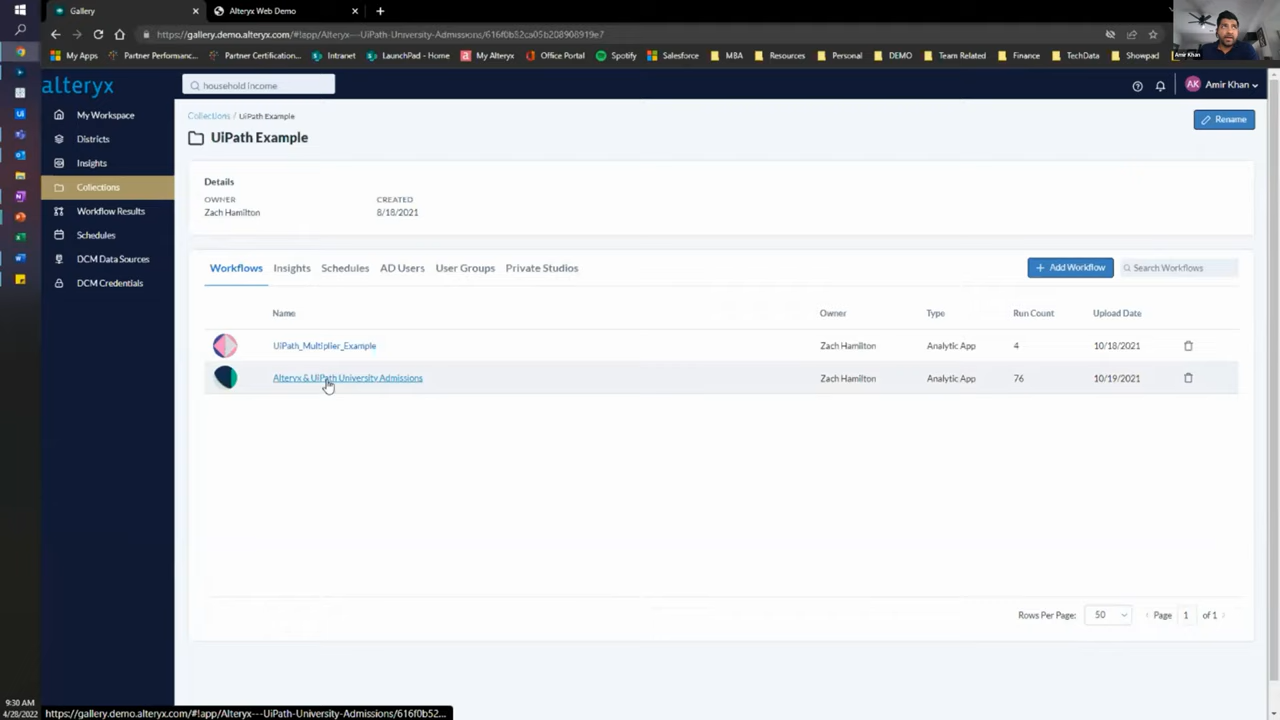 Gallery
Alteryx Web Demo
https://gallery.demo.alteryx.com/#!app/Alteryx---UiPath-University-Admissions/616f0b52ca05b208908919e7
My Apps
Partner Performanc...
Partner Certification...
Intranet
LaunchPad - Home
My Alteryx
Office Portal
Spotify
Salesforce
MBA
Resources
Personal
DEMO
Team Related
Finance
TechData
Showpad
Amir Khan
alteryx
household income
AK
Amir Khan
My Workspace
Districts
Insights
Collections
Workflow Results
Schedules
DCM Data Sources
DCM Credentials
Collections / UiPath Example
UiPath Example
Rename
Details
OWNER
CREATED
Zach Hamilton
8/18/2021
Workflows
Insights
Schedules
AD Users
User Groups
Private Studios
+ Add Workflow
Search Workflows
Name
Owner
Type
Run Count
Upload Date
UiPath_Multiplier_Example
Zach Hamilton
Analytic App
4
10/18/2021
Alteryx & UiPath University Admissions
Zach Hamilton
Analytic App
76
10/19/2021
Rows Per Page:
50
Page
1
of 1
9:30 AM
4/28/2022
https://gallery.demo.alteryx.com/#!app/Alteryx---UiPath-University-Admissions/616f0b52...